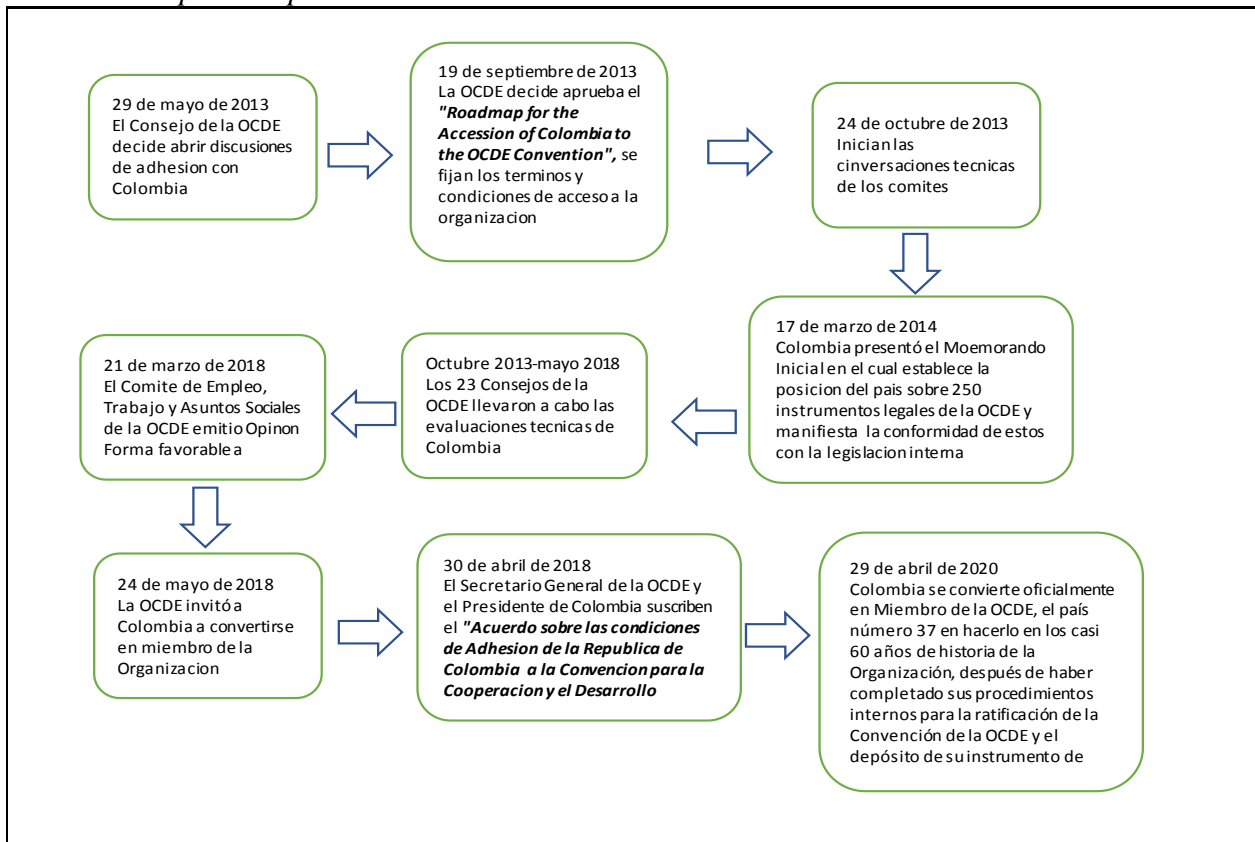 29 de mayo de 2013
El Consejo de la OCDE
decide abrir discusiones
de adhesion con
Colombia
19 de septiembre de 2013
La OCDE decide aprueba el
"Roadmap for the
Accession of Colombia to
the OCDE Convention", se
fijan los terminos y
condiciones de acceso a la
organizacion
24 de octubre de 2013
Inician las
cinversaciones tecnicas
de los comites
17 de marzo de 2014
Colombia presentó el Moemorando
Inicial en el cual establece la
posicion del pais sobre 250
instrumentos legales de la OCDE y
manifiesta la conformidad de estos
con la legislacion interna
Octubre 2013-mayo 2018
Los 23 Consejos de la
OCDE llevaron a cabo las
evaluaciones tecnicas de
Colombia
21 de marzo de 2018
El Comite de Empleo,
Trabajo y Asuntos Sociales
de la OCDE emitio Opinon
Forma favorable a
24 de mayo de 2018
La OCDE invitó a
Colombia a convertirse
en miembro de la
Organizacion
30 de abril de 2018
El Secretario General de la OCDE y
el Presidente de Colombia suscriben
el "Acuerdo sobre las condiciones
de Adhesion de la Republica de
Colombia a la Convencion para la
Cooperacion y el Desarrollo
29 de abril de 2020
Colombia se convierte oficialmente
en Miembro de la OCDE, el país
número 37 en hacerlo en los casi
60 años de historia de la
Organización, después de haber
completado sus procedimientos
internos para la ratificación de la
Convención de la OCDE y el
depósito de su instrumento de